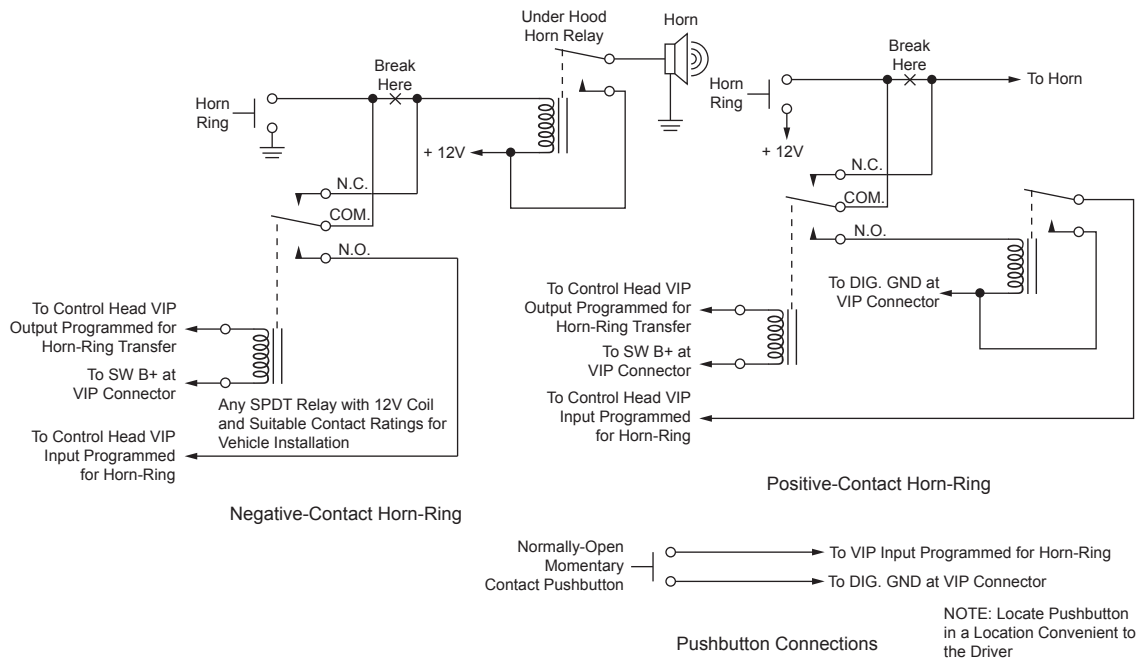 Under Hood
Horn Relay
Horn
Break
Here
Horn
Ring
+ 12V
N.C.
COM.
N.O.
To Control Head VIP
Output Programmed for
Horn-Ring Transfer
To SW B+ at
VIP Connector
Any SPDT Relay with 12V Coil
and Suitable Contact Ratings for
Vehicle Installation
To Control Head VIP
Input Programmed
for Horn-Ring
Negative-Contact Horn-Ring
Break
Here
To Horn
Horn
Ring
+ 12V
N.C.
COM.
N.O.
To DIG. GND at
VIP Connector
To Control Head VIP
Output Programmed for
Horn-Ring Transfer
To SW B+ at
VIP Connector
To Control Head VIP
Input Programmed
for Horn-Ring
Positive-Contact Horn-Ring
Normally-Open
Momentary
Contact Pushbutton
To VIP Input Programmed for Horn-Ring
To DIG. GND at VIP Connector
Pushbutton Connections
NOTE: Locate Pushbutton
in a Location Convenient to
the Driver